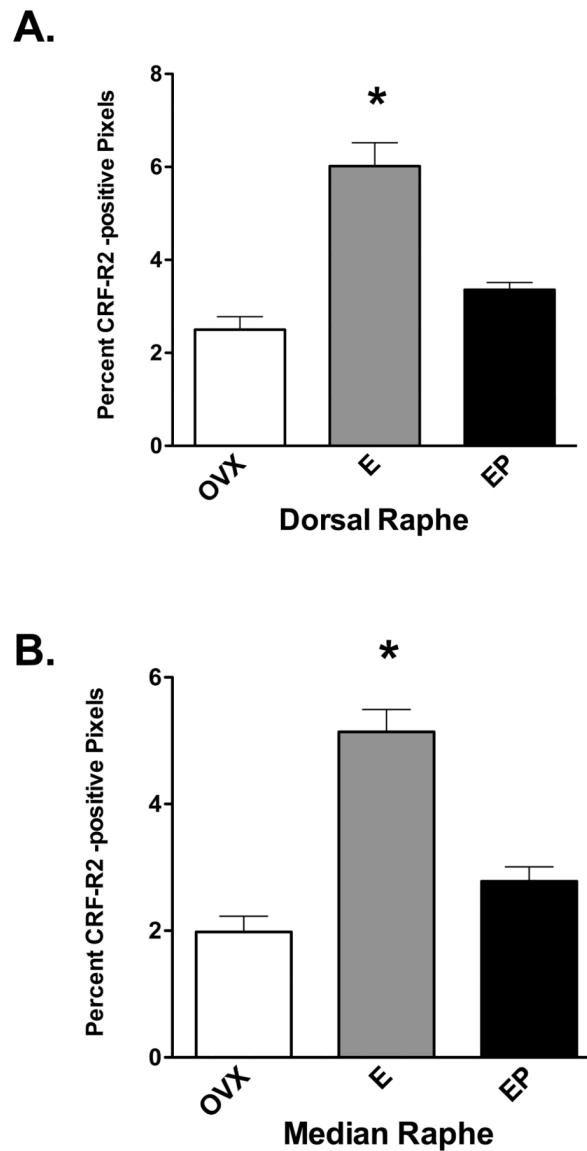 A.
Percent CRF-R2 -positive Pixels
8
6
4
2
0
*
OVX
E
EP
Dorsal Raphe
B.
Percent CRF-R2 -positive Pixels
6
4
2
0
*
OVX
E
EP
Median Raphe